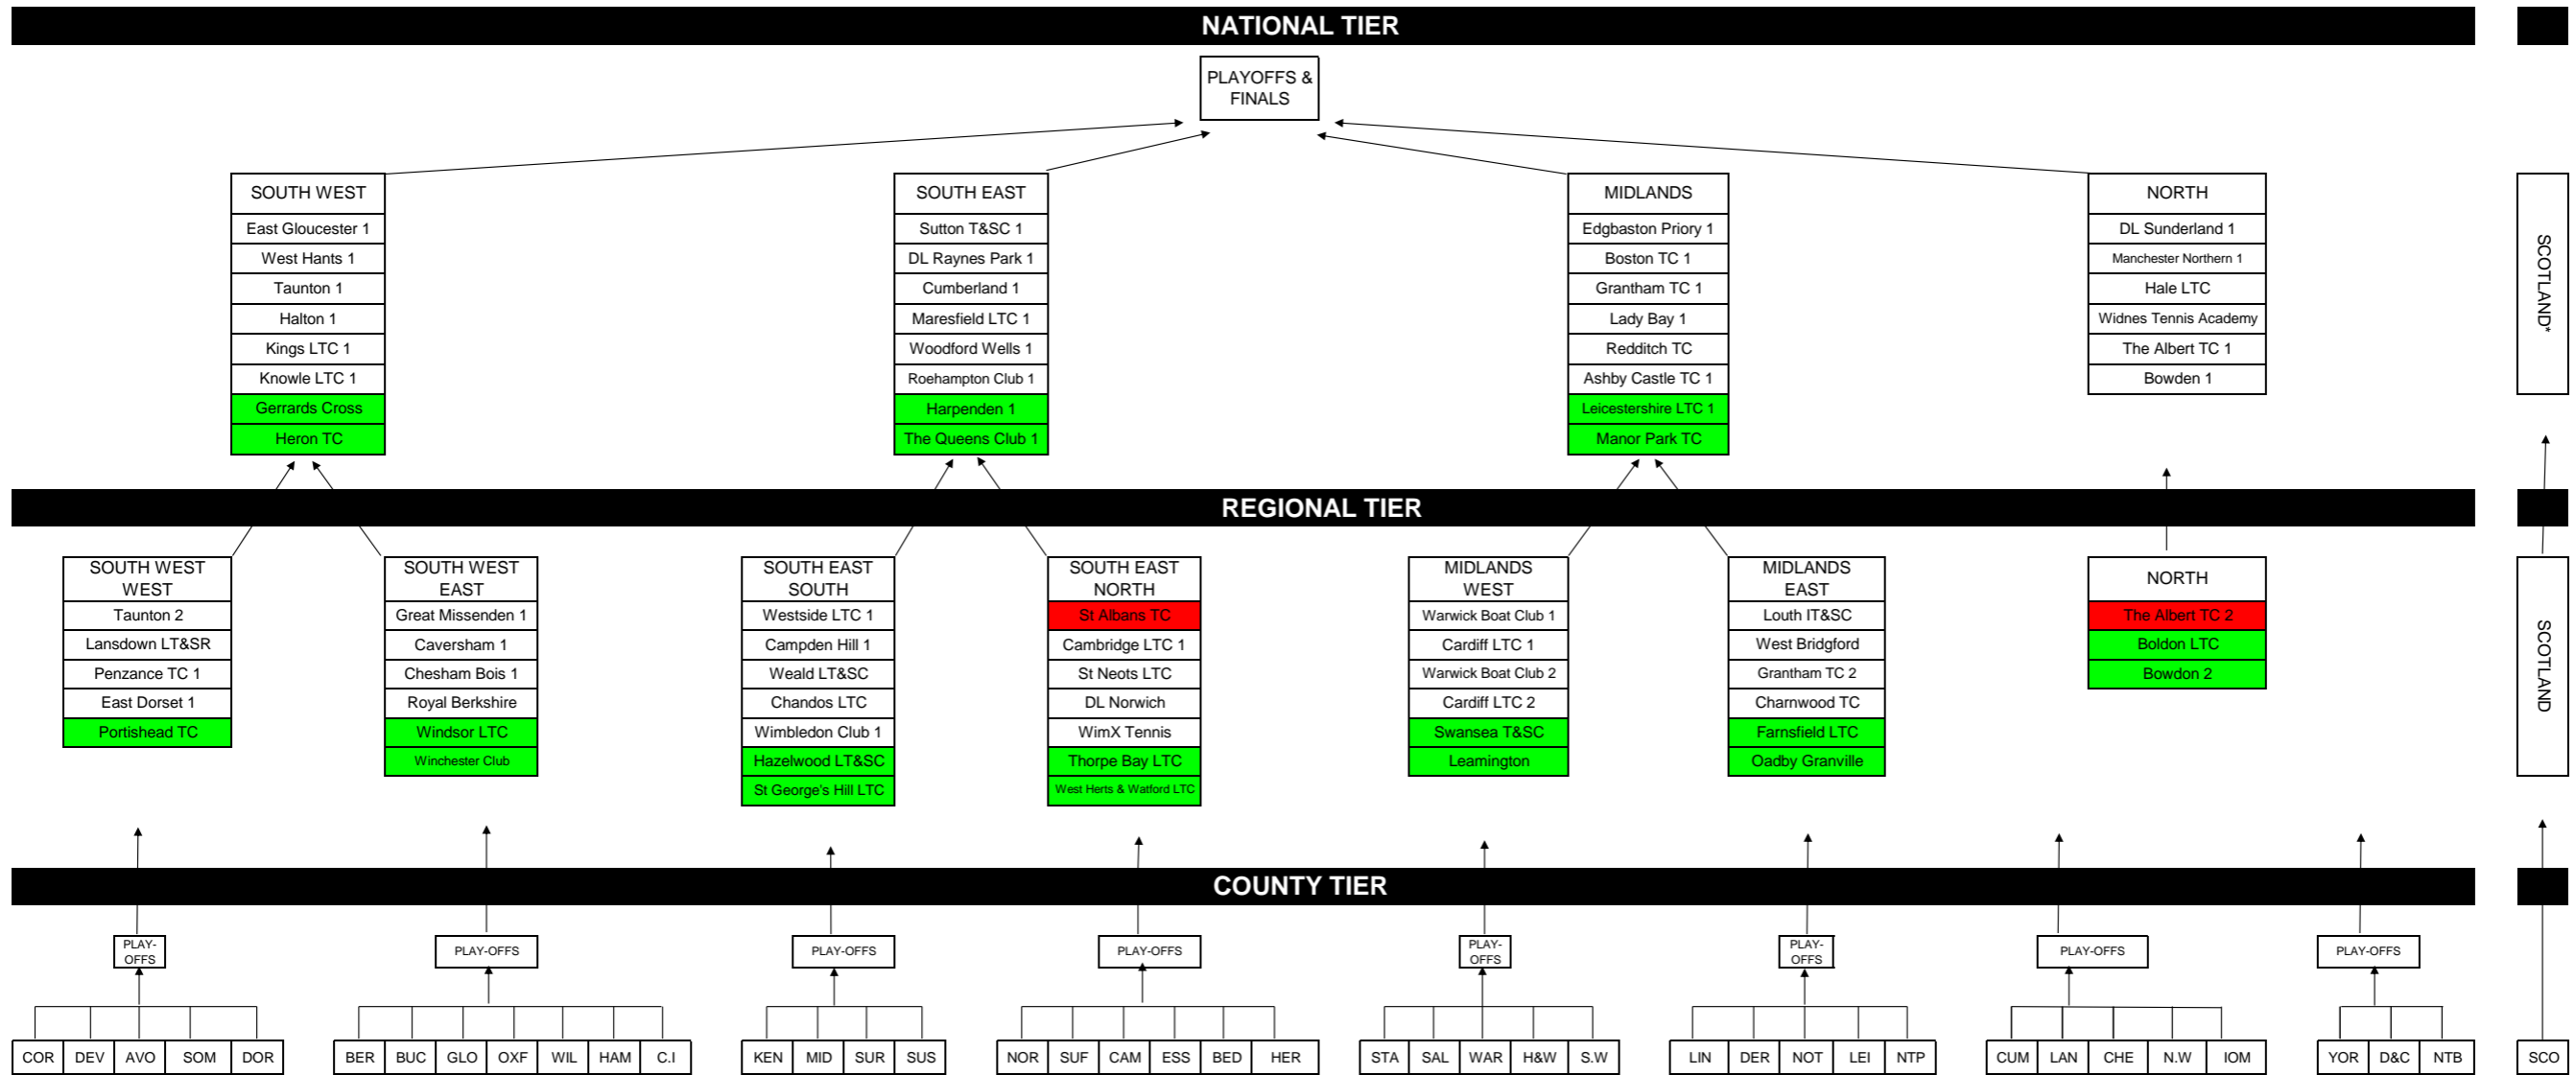 NATIONAL TIER
PLAYOFFS &
FINALS
SOUTH WEST
East Gloucester 1
West Hants 1
Taunton 1
Halton 1
Kings LTC 1
Knowle LTC 1
Gerrards Cross
Heron TC
SOUTH EAST
Sutton T&SC 1
DL Raynes Park 1
Cumberland 1
Maresfield LTC 1
Woodford Wells 1
Roehampton Club 1
Harpenden 1
The Queens Club 1
MIDLANDS
Edgbaston Priory 1
Boston TC 1
Grantham TC 1
Lady Bay 1
Redditch TC
Ashby Castle TC 1
Leicestershire LTC 1
Manor Park TC
NORTH
DL Sunderland 1
Manchester Northern 1
Hale LTC
Widnes Tennis Academy
The Albert TC 1
Bowden 1
SCOTLAND*
REGIONAL TIER
SOUTH WEST
WEST
Taunton 2
Lansdown LT&SR
Penzance TC 1
East Dorset 1
Portishead TC
SOUTH WEST
EAST
Great Missenden 1
Caversham 1
Chesham Bois 1
Royal Berkshire
Windsor LTC
Winchester Club
SOUTH EAST
SOUTH
Westside LTC 1
Campden Hill 1
Weald LT&SC
Chandos LTC
Wimbledon Club 1
Hazelwood LT&SC
St George's Hill LTC
SOUTH EAST
NORTH
St Albans TC
Cambridge LTC 1
St Neots LTC
DL Norwich
WimX Tennis
Thorpe Bay LTC
West Herts & Watford LTC
MIDLANDS
WEST
Warwick Boat Club 1
Cardiff LTC 1
Warwick Boat Club 2
Cardiff LTC 2
Swansea T&SC
Leamington
MIDLANDS
EAST
Louth IT&SC
West Bridgford
Grantham TC 2
Charnwood TC
Farnsfield LTC
Oadby Granville
NORTH
The Albert TC 2
Boldon LTC
Bowdon 2
SCOTLAND
COUNTY TIER
PLAY-
OFFS
PLAY-OFFS
PLAY-OFFS
PLAY-OFFS
PLAY-
OFFS
PLAY-
OFFS
PLAY-OFFS
PLAY-OFFS
COR DEV AVO SOM DOR BER BUC GLO OXF WIL HAM C.I KEN MID SUR SUS NOR SUF CAM ESS BED HER STA SAL WAR H&W S.W LIN DER NOT LEI NTP CUM LAN CHE N.W IOM YOR D&C NTB SCO